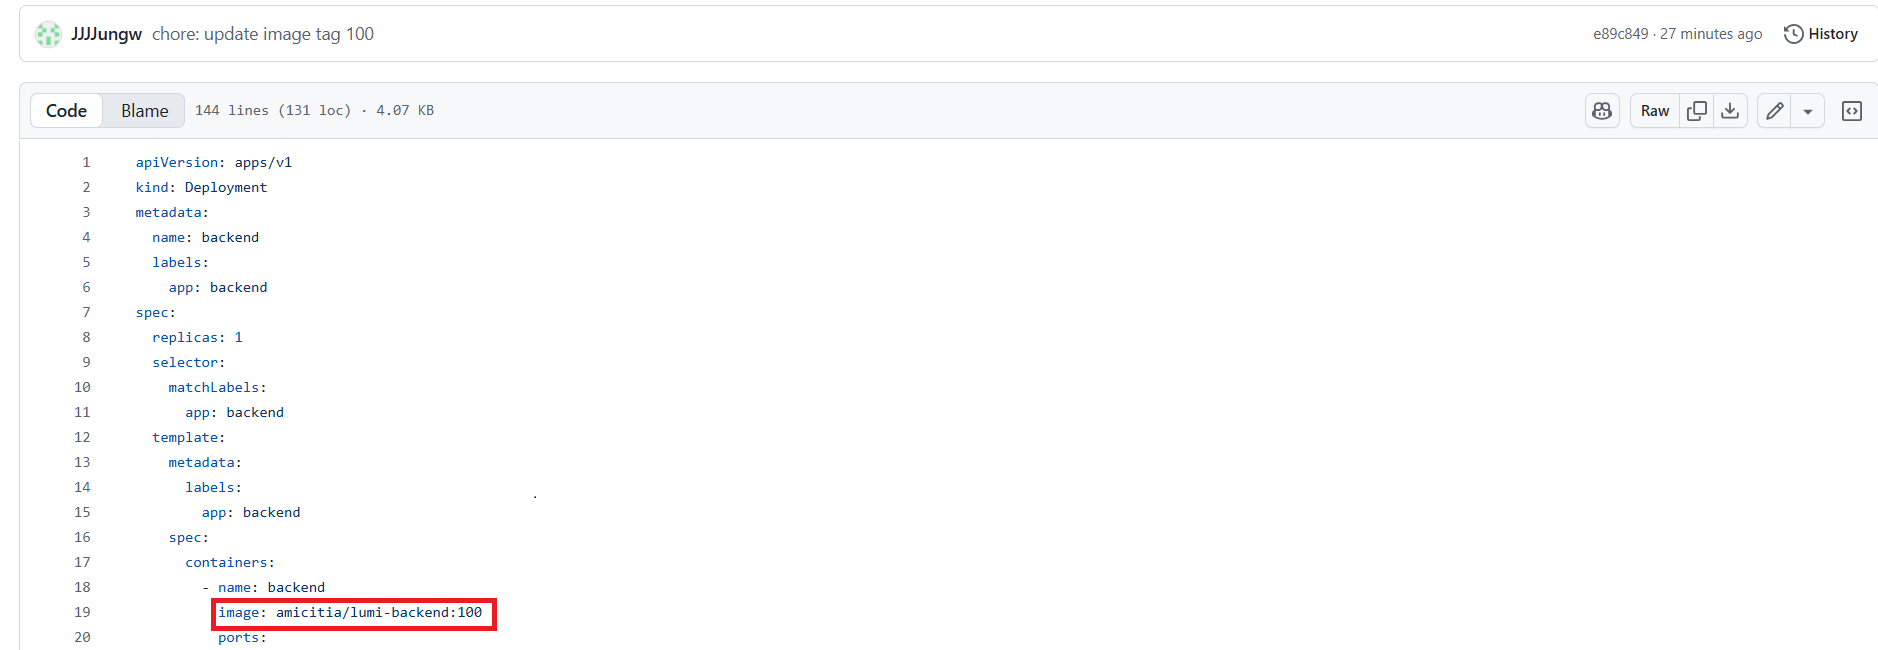 JJJJungw chore: update image tag 100 e89c849 · 27 minutes ago History
Code Blame 144 lines (131 loc) · 4.07 KB Raw
1 apiVersion: apps/v1
2 kind: Deployment
3 metadata:
4   name: backend
5   labels:
6     app: backend
7 spec:
8   replicas: 1
9   selector:
10     matchLabels:
11       app: backend
12   template:
13     metadata:
14       labels:
15         app: backend
16     spec:
17       containers:
18         - name: backend
19           image: amicitia/lumi-backend:100
20           ports: